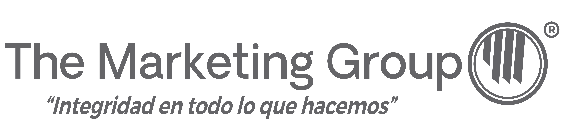 The Marketing Group ®
“Integridad en todo lo que hacemos”